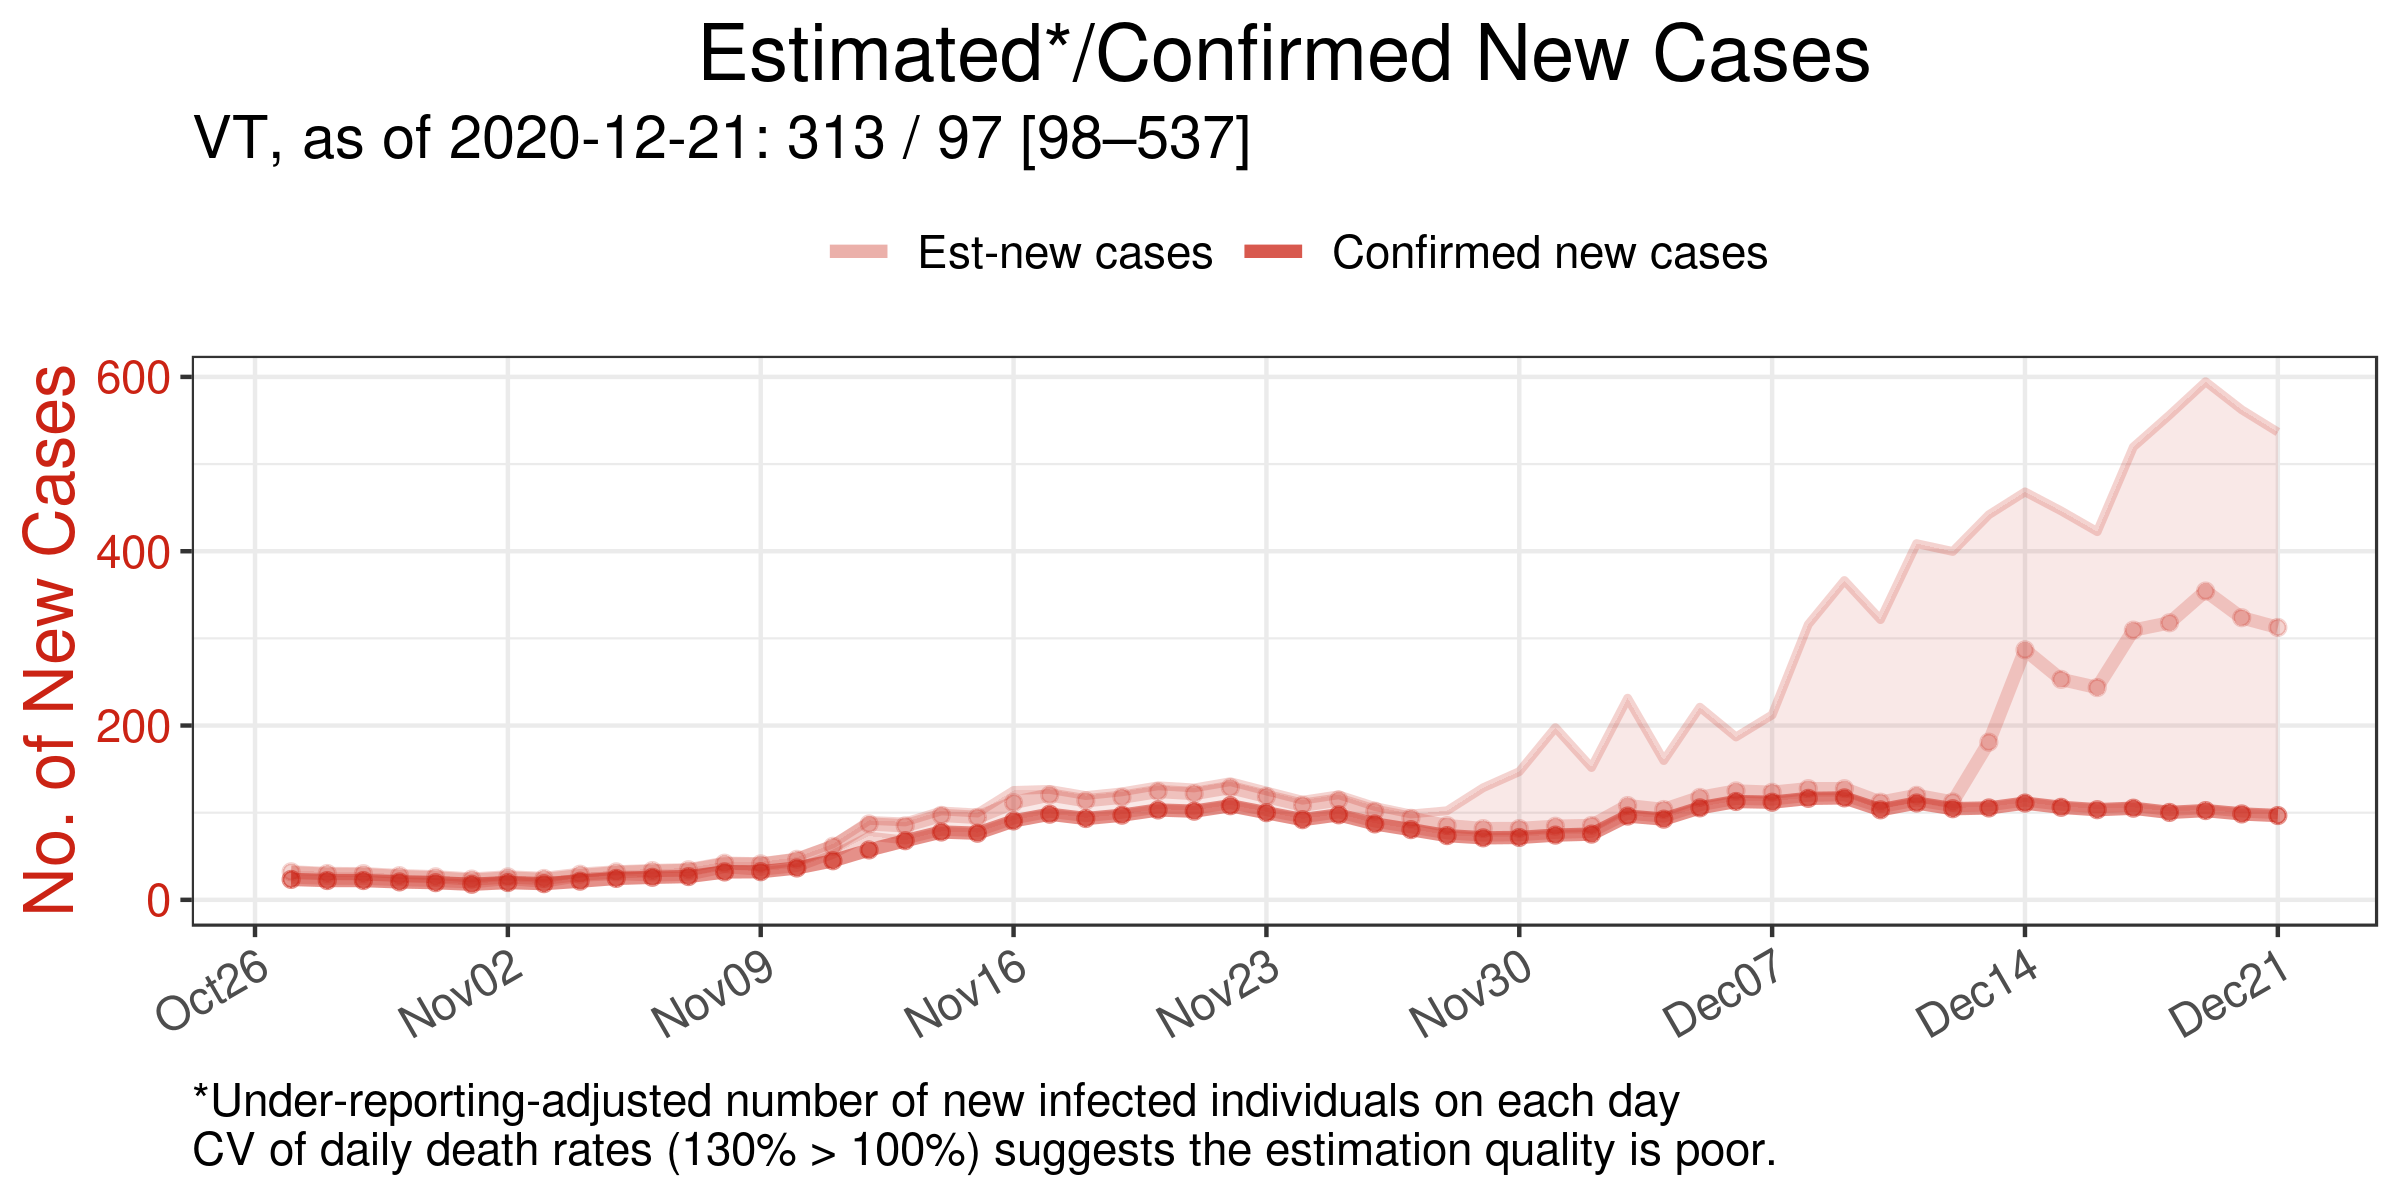 Estimated*/Confirmed New Cases
VT, as of 2020-12-21: 313 / 97 [98–537]
Est-new cases
Confirmed new cases
No. of New Cases
600
400
200
0
Oct26
Nov02
Nov09
Nov16
Nov23
Nov30
Dec07
Dec14
Dec21
*Under-reporting-adjusted number of new infected individuals on each day
CV of daily death rates (130% > 100%) suggests the estimation quality is poor.